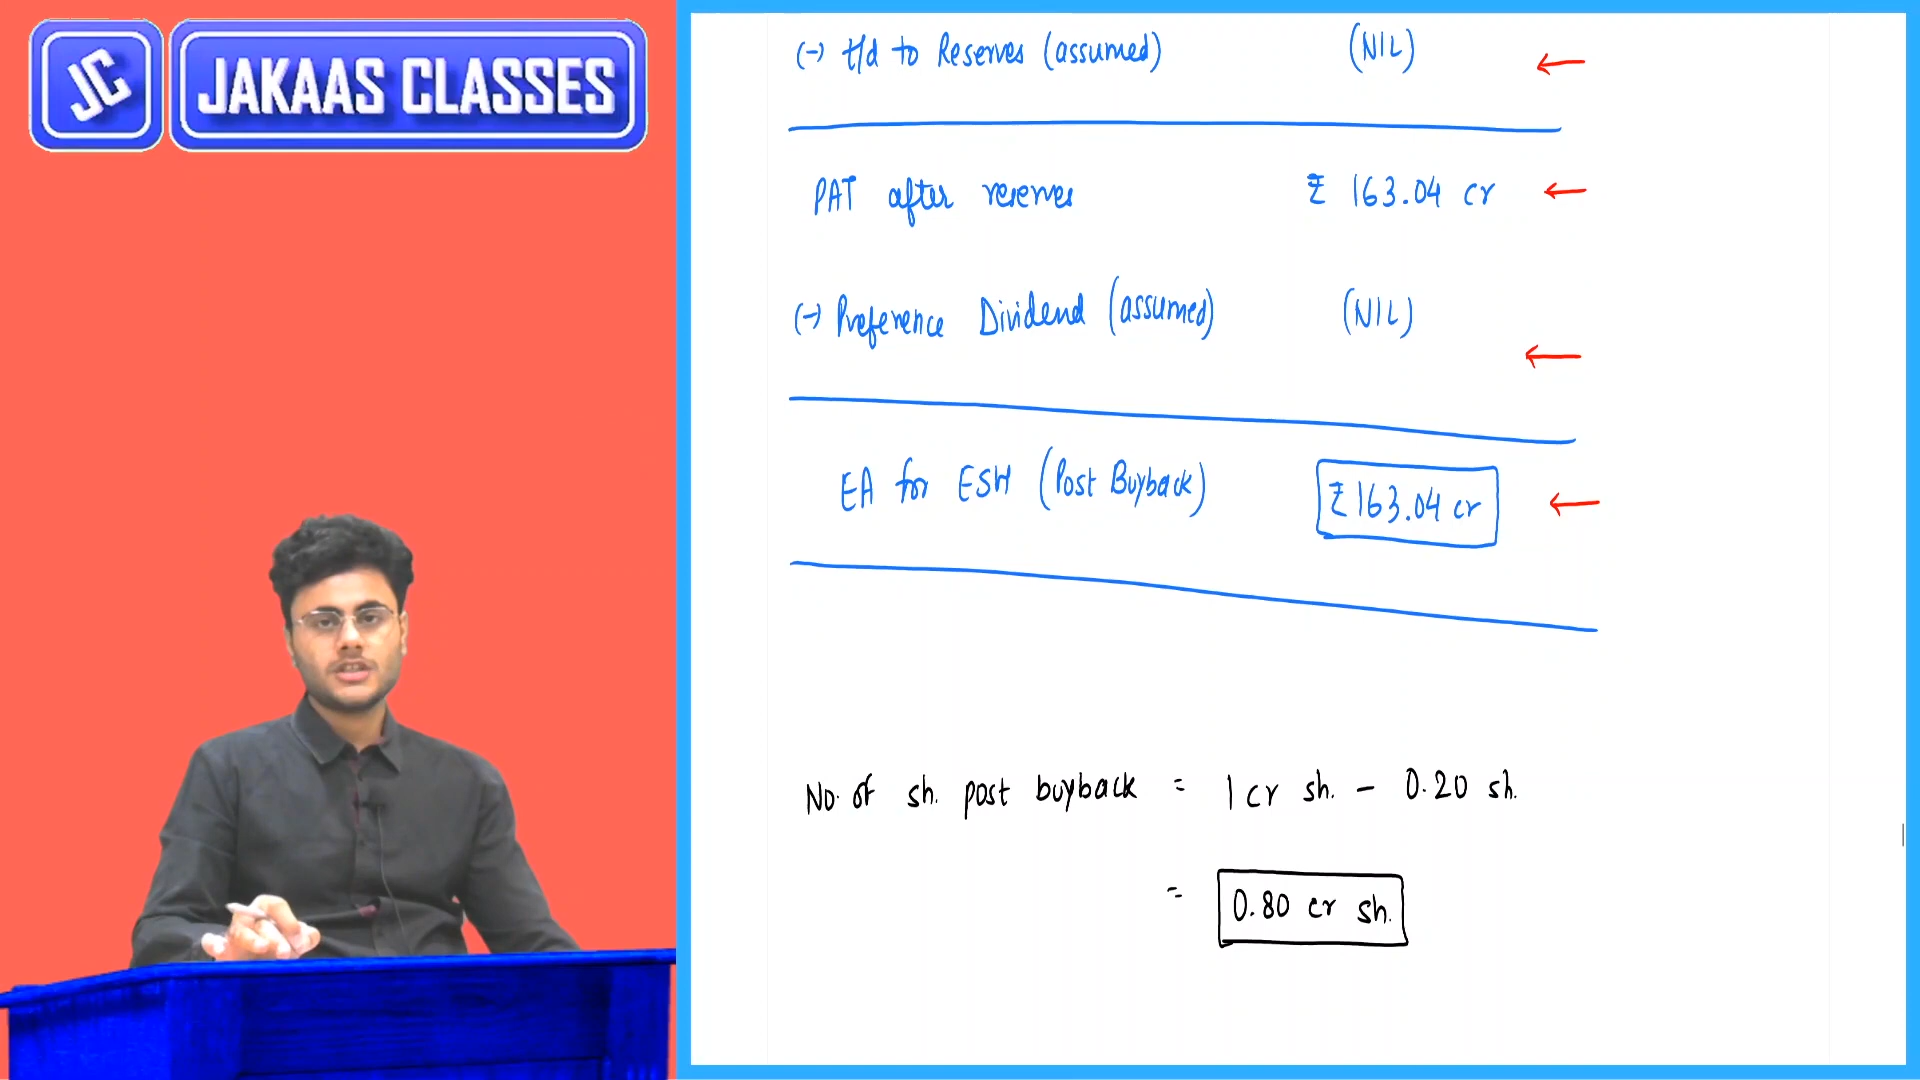 JC JAKAAS CLASSES
(-) t/d to Reserves (assumed) (NIL) ←
PAT after reserves ₹ 163.04 cr ←
(-) Preference Dividend (assumed) (NIL) ←
EA for ESH (Post Buyback) ₹163.04 cr ←
No. of sh. post buyback = 1 cr sh. - 0.20 sh.
= 0.80 cr sh.